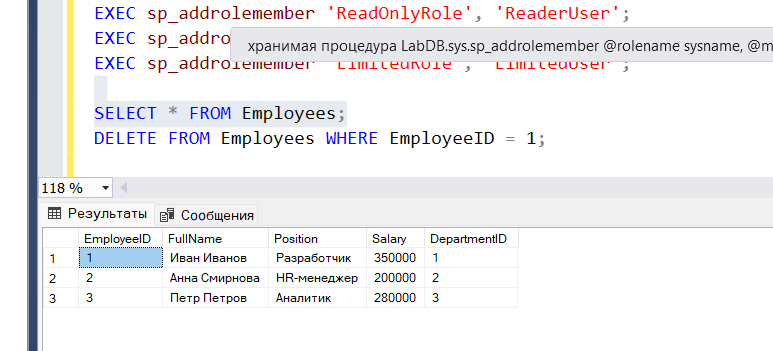 EXEC sp_addrolemember 'ReadOnlyRole', 'ReaderUser';
EXEC sp_addro
хранимая процедура LabDB.sys.sp_addrolemember @rolename sysname, @m
EXEC sp_addrolemember 'LimitedRole', 'LimitedUser';
SELECT * FROM Employees;
DELETE FROM Employees WHERE EmployeeID = 1;
118 %
Результаты Сообщения
EmployeeID FullName Position Salary DepartmentID
1 1 Иван Иванов Разработчик 350000 1
2 2 Анна Смирнова HR-менеджер 200000 2
3 3 Петр Петров Аналитик 280000 3